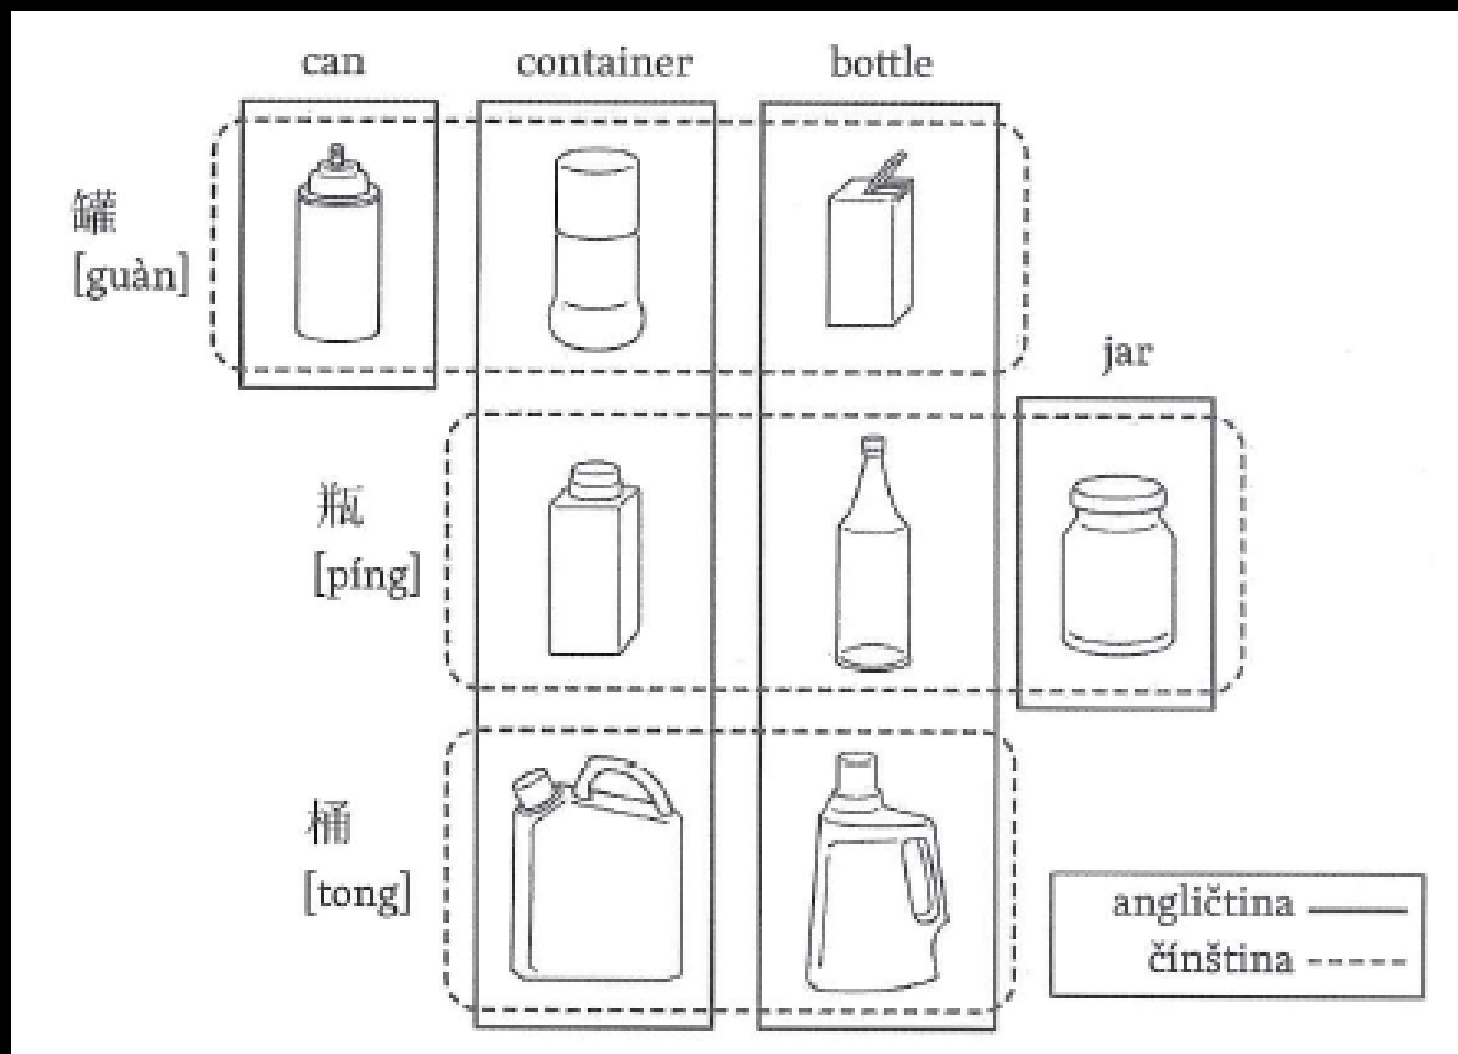 can
container
bottle
罐
[guàn]
jar
瓶
[píng]
桶
[tong]
angličtina
čínština